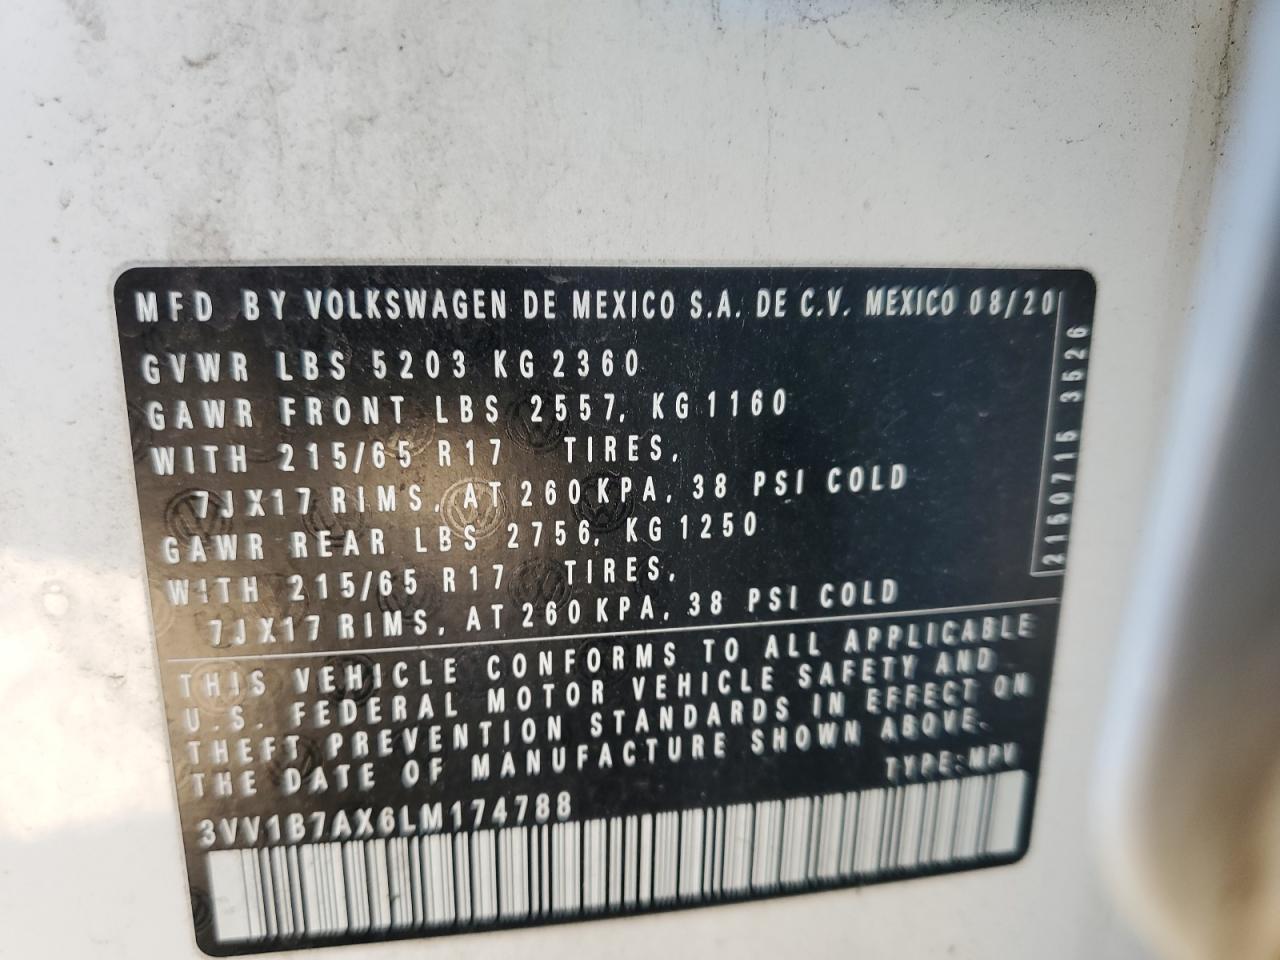 MFD BY VOLKSWAGEN DE MEXICO S.A. DE C.V. MEXICO 08/20
GVWR LBS 5203 KG 2360
GAWR FRONT LBS 2557, KG 1160
WITH 215/65 R17 TIRES,
7JX17 RIMS, AT 260 KPA, 38 PSI COLD
GAWR REAR LBS 2756, KG 1250
WITH 215/65 R17 TIRES,
7JX17 RIMS, AT 260 KPA, 38 PSI COLD
2150715 3526
THIS VEHICLE CONFORMS TO ALL APPLICABLE
U.S. FEDERAL MOTOR VEHICLE SAFETY AND
THEFT PREVENTION STANDARDS IN EFFECT ON
THE DATE OF MANUFACTURE SHOWN ABOVE.
TYPE:MPV
3VV1B7AX6LM174788